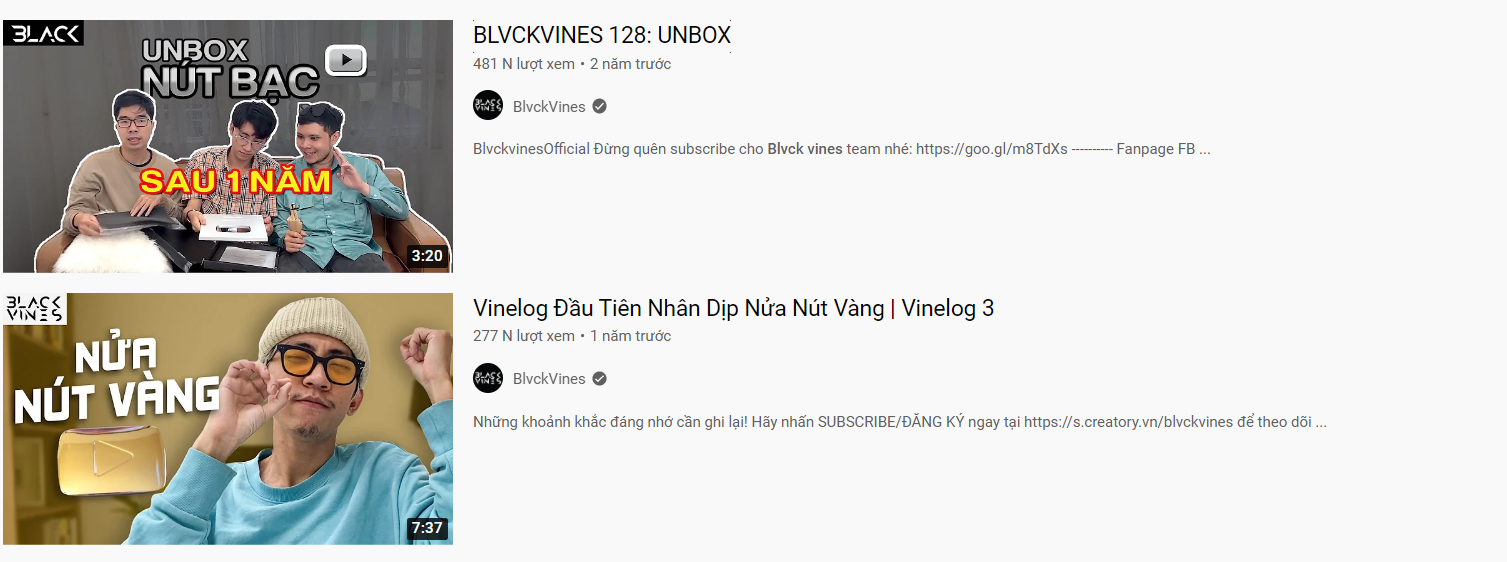 BLACK
UNBOX
NÚT BẠC
SAU 1 NĂM
3:20
BLVCKVINES 128: UNBOX
481 N lượt xem • 2 năm trước
BLACK VINES
BlvckVines
BlvckvinesOfficial Đừng quên subscribe cho Blvck vines team nhé: https://goo.gl/m8TdXs ---------- Fanpage FB ...
BLACK
VINES
NỬA
NÚT VÀNG
7:37
Vinelog Đầu Tiên Nhân Dịp Nửa Nút Vàng | Vinelog 3
277 N lượt xem • 1 năm trước
BLACK VINES
BlvckVines
Những khoảnh khắc đáng nhớ cần ghi lại! Hãy nhấn SUBSCRIBE/ĐĂNG KÝ ngay tại https://s.creatory.vn/blvckvines để theo dõi ...